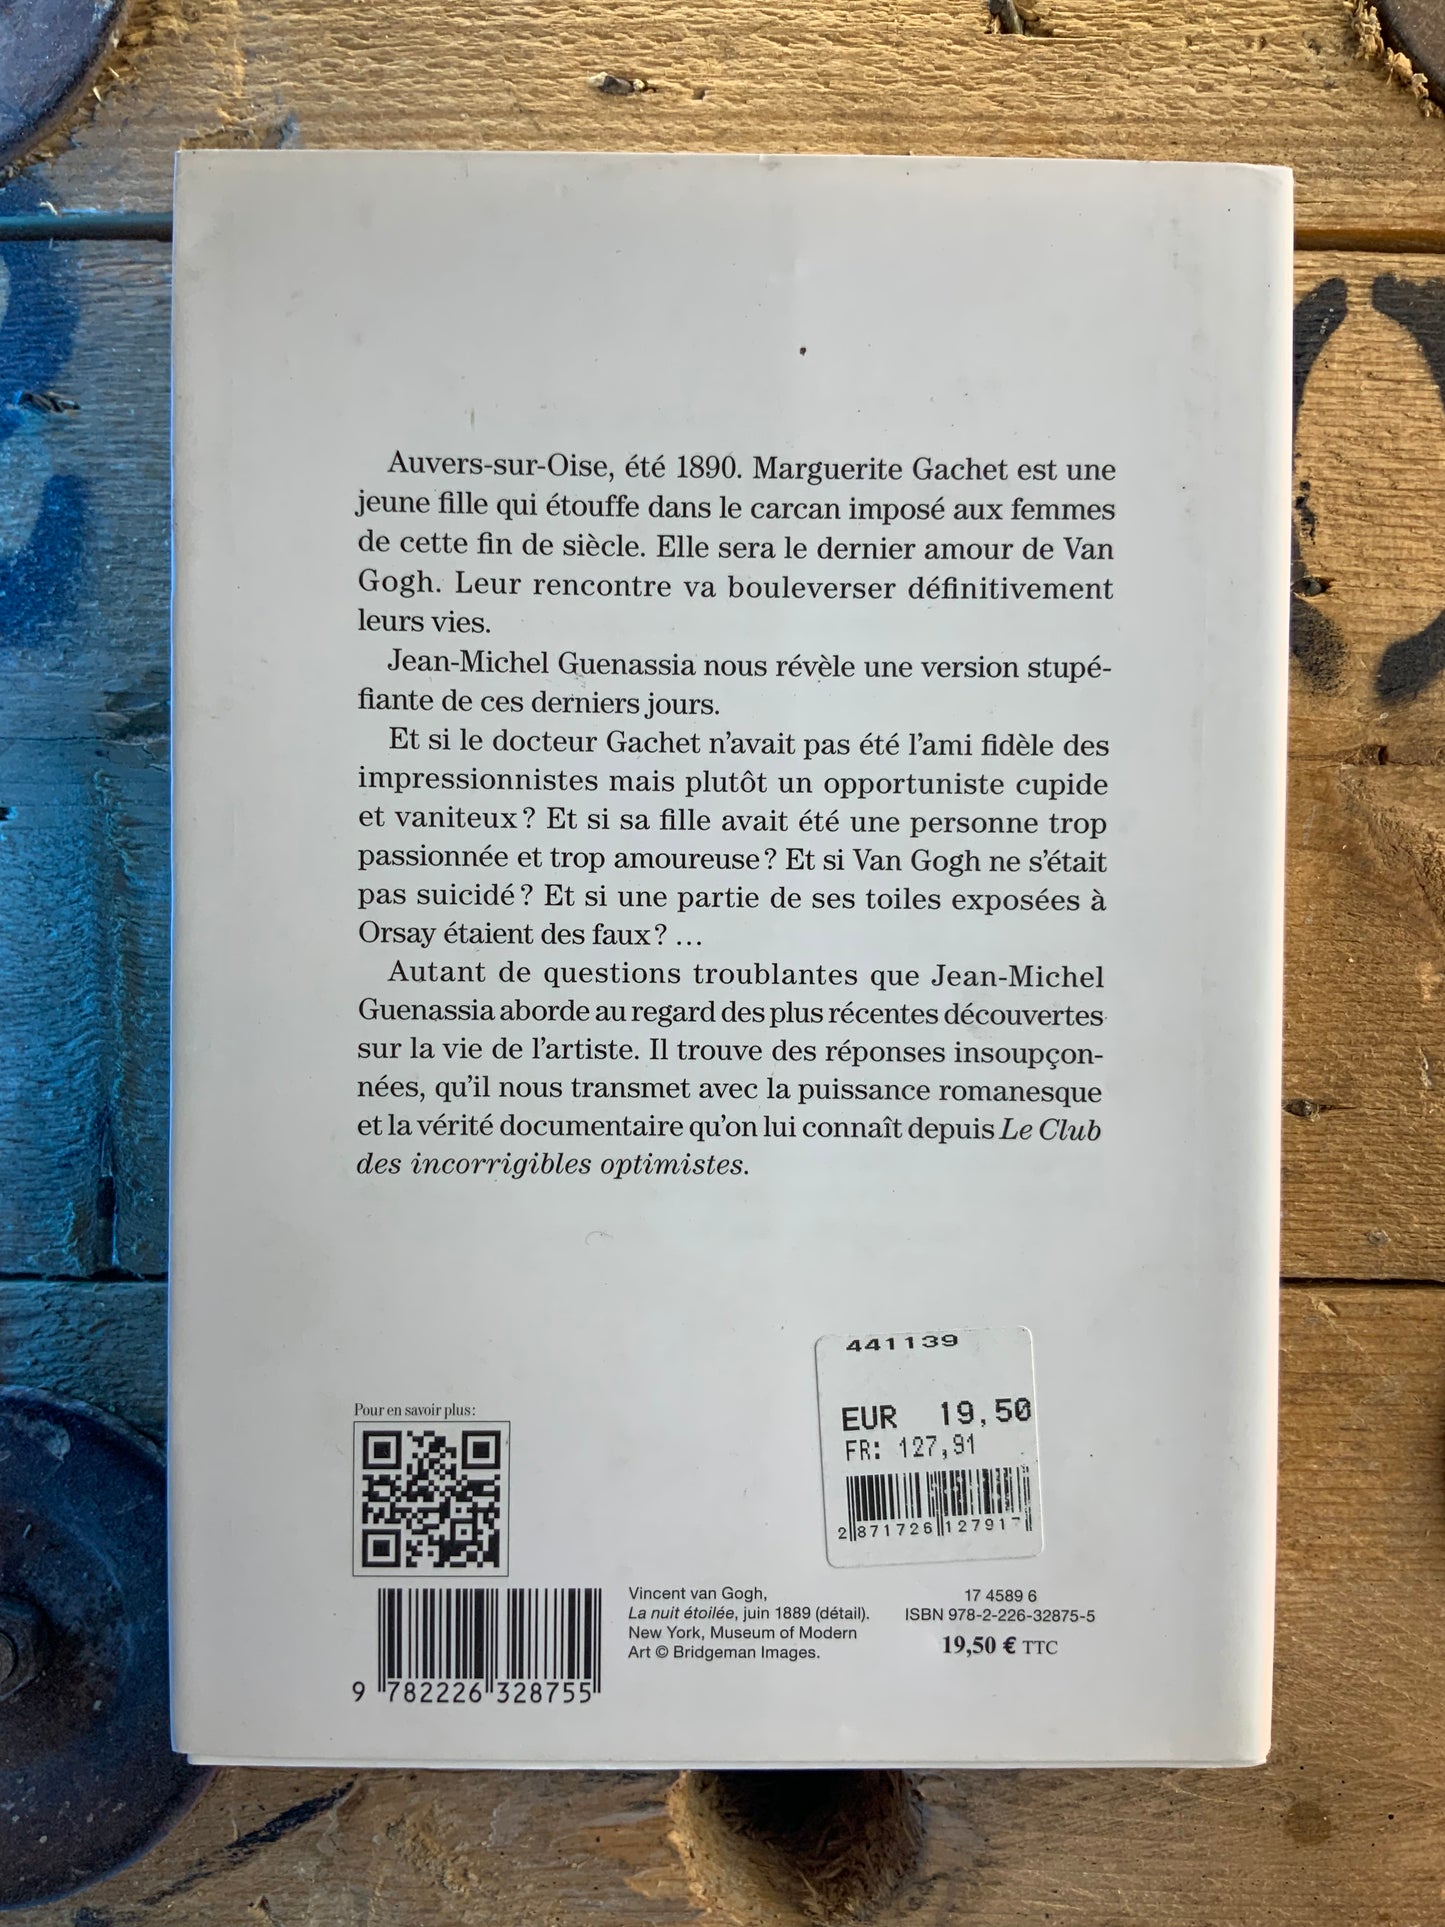 Auvers-sur-Oise, été 1890. Marguerite Gachet est une
jeune fille qui étouffe dans le carcan imposé aux femmes
de cette fin de siècle. Elle sera le dernier amour de Van
Gogh. Leur rencontre va bouleverser définitivement
leurs vies.
Jean-Michel Guenassia nous révèle une version stupé-
fiante de ces derniers jours.
Et si le docteur Gachet n'avait pas été l'ami fidèle des
impressionnistes mais plutôt un opportuniste cupide
et vaniteux ? Et si sa fille avait été une personne trop
passionnée et trop amoureuse ? Et si Van Gogh ne s'était
pas suicidé ? Et si une partie de ses toiles exposées à
Orsay étaient des faux ? ...
Autant de questions troublantes que Jean-Michel
Guenassia aborde au regard des plus récentes découvertes
sur la vie de l'artiste. Il trouve des réponses insoupçon-
nées, qu'il nous transmet avec la puissance romanesque
et la vérité documentaire qu'on lui connaît depuis Le Club
des incorrigibles optimistes.
441139
EUR 19,50
FR: 127,91
2 871726 127917
Pour en savoir plus :
9 782226 328755
Vincent van Gogh,
La nuit étoilée, juin 1889 (détail).
New York, Museum of Modern
Art © Bridgeman Images.
17 4589 6
ISBN 978-2-226-32875-5
19,50 € TTC